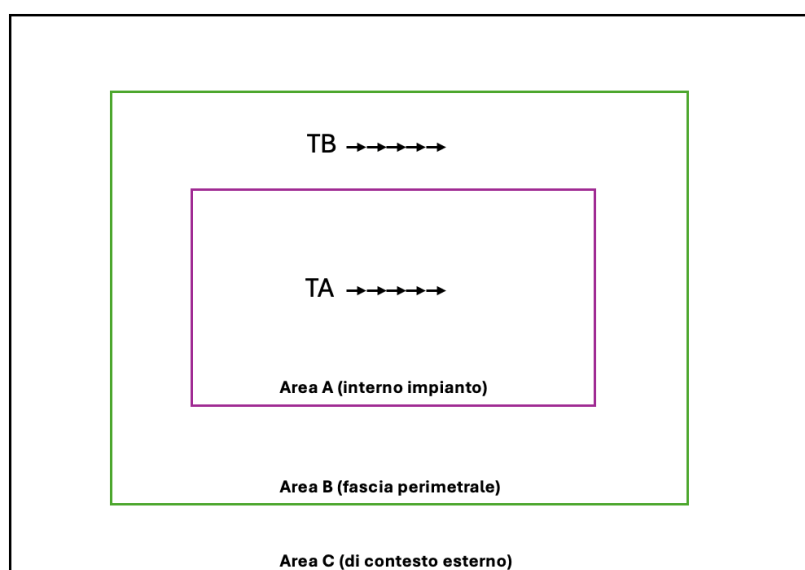 TB
TA
Area A (interno impianto)
Area B (fascia perimetrale)
Area C (di contesto esterno)